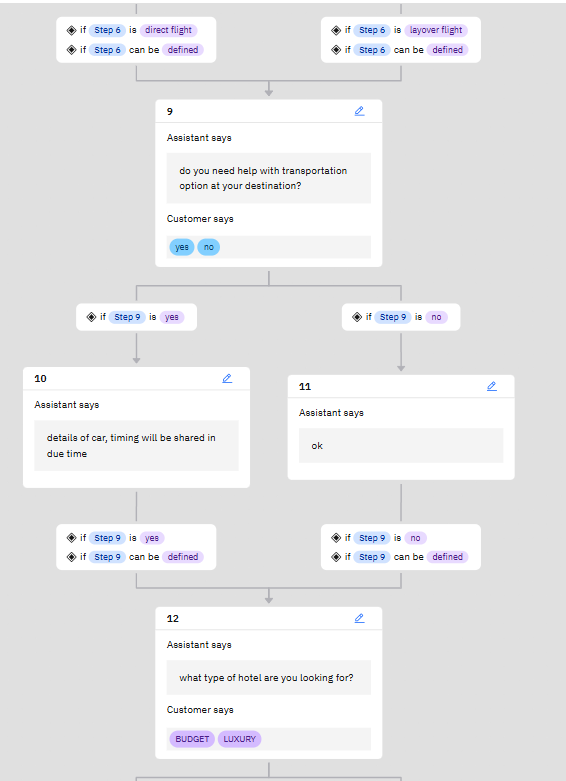 if Step 6 is direct flight
if Step 6 can be defined
if Step 6 is layover flight
if Step 6 can be defined
9
Assistant says
do you need help with transportation
option at your destination?
Customer says
yes no
if Step 9 is yes
if Step 9 is no
10
Assistant says
details of car, timing will be shared in
due time
11
Assistant says
ok
if Step 9 is yes
if Step 9 can be defined
if Step 9 is no
if Step 9 can be defined
12
Assistant says
what type of hotel are you looking for?
Customer says
BUDGET LUXURY